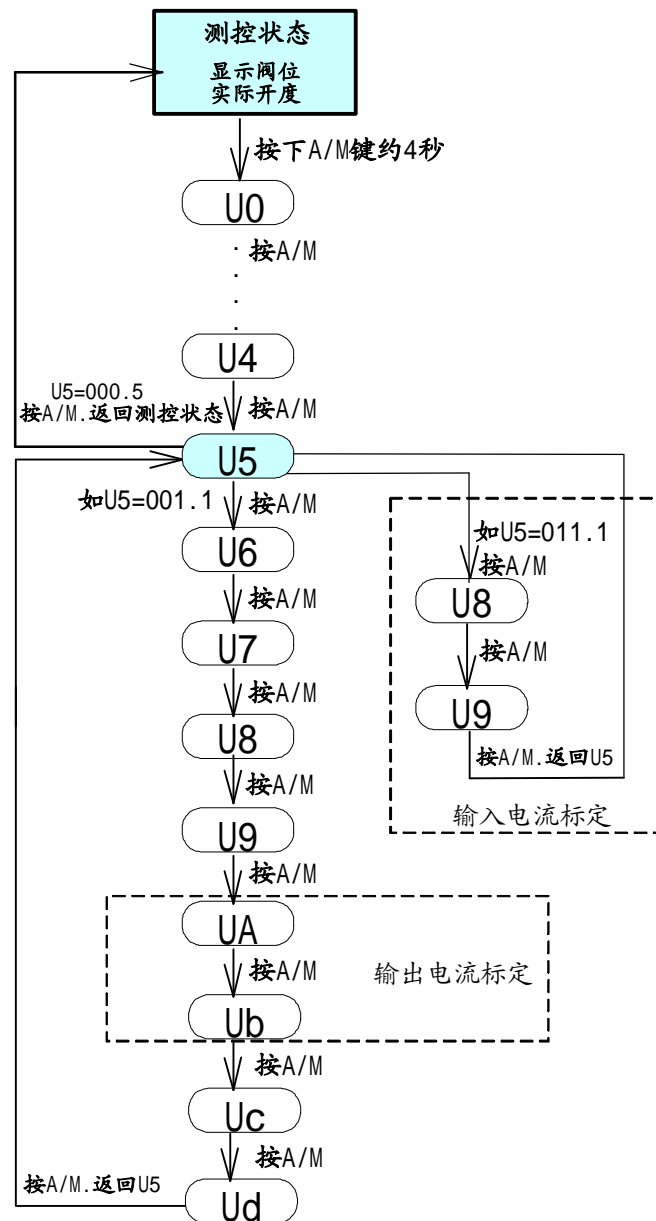 测控状态
显示阀位
实际开度
按下A/M键约4秒
U0
按A/M
U4
U5=000.5
按A/M.返回测控状态
按A/M
U5
如U5=001.1
按A/M
如U5=011.1
按A/M
U6
按A/M
U8
按A/M
U7
按A/M
U9
按A/M.返回U5
输入电流标定
U8
按A/M
U9
按A/M
UA
按A/M
输出电流标定
Ub
按A/M
Uc
按A/M
按A/M.返回U5
Ud